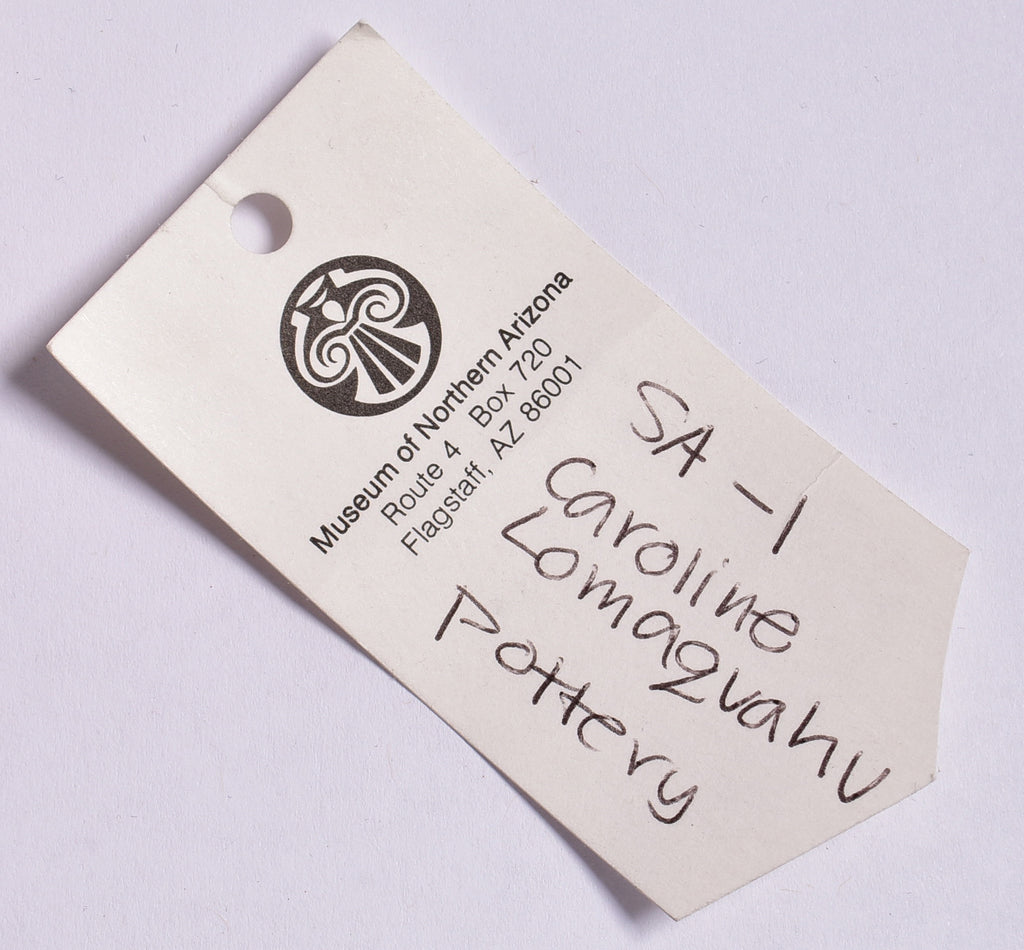 Museum of Northern Arizona
Route 4 Box 720
Flagstaff, AZ 86001
SA - 1
Caroline
Lomaquahu
Pottery